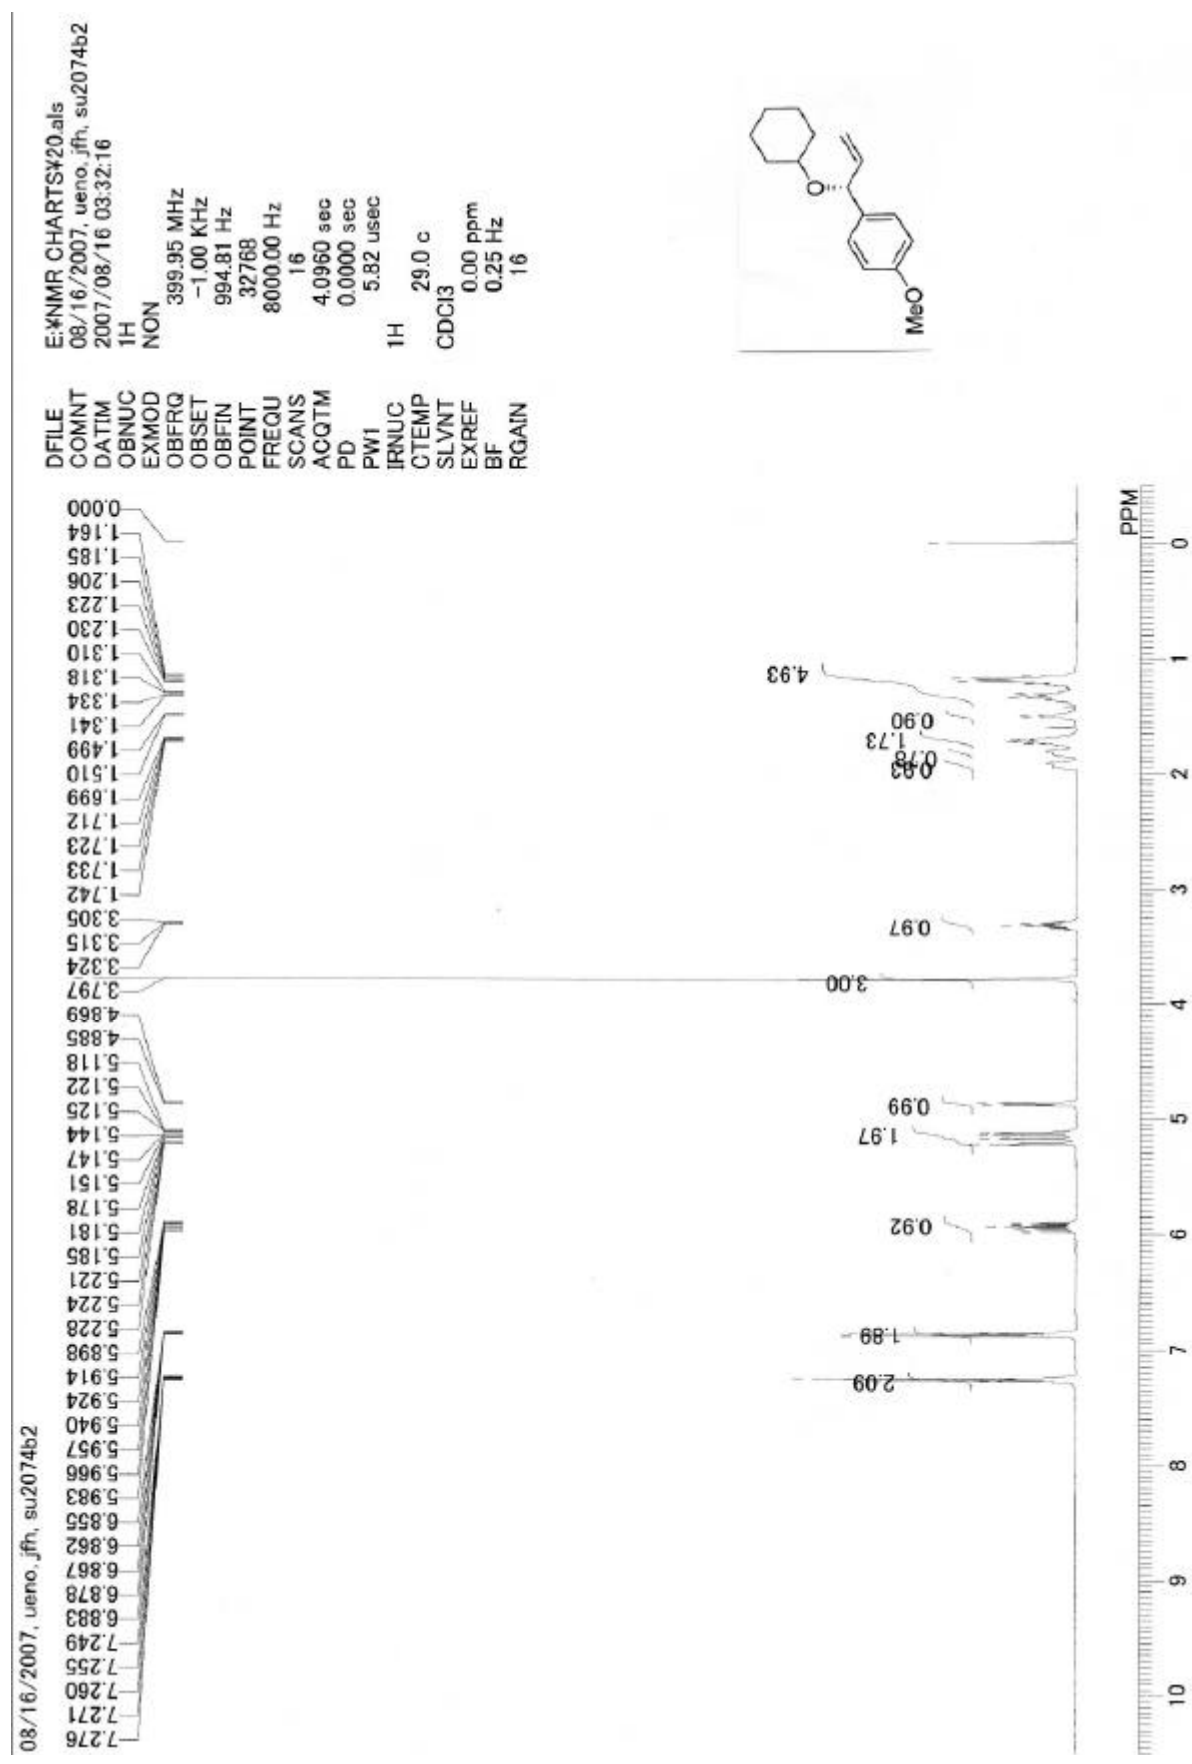 08/16/2007, ueno, jfh, su2074b2
DFILE E:¥NMR CHARTS¥20.als
COMNT 08/16/2007, ueno, jfh, su2074b2
DATIM 2007/08/16 03:32:16
OBNUC 1H
EXMOD NON
OBFRQ 399.95 MHz
OBSET -1.00 KHz
OBFIN 994.81 Hz
POINT 32768
FREQU 8000.00 Hz
SCANS 16
ACQTM 4.0960 sec
PD 0.0000 sec
PW1 5.82 usec
IRNUC 1H
CTEMP 29.0 c
SLVNT CDCl3
EXREF 0.00 ppm
BF 0.25 Hz
RGAIN 16
7.276
7.271
7.260
7.255
7.249
6.883
6.878
6.867
6.862
6.855
5.983
5.966
5.957
5.940
5.924
5.914
5.898
5.228
5.224
5.221
5.185
5.181
5.178
5.151
5.147
5.144
5.125
5.122
5.118
4.885
4.869
3.797
3.324
3.315
3.305
1.742
1.733
1.723
1.712
1.699
1.510
1.499
1.341
1.334
1.318
1.310
1.230
1.223
1.206
1.185
1.164
0.000
O
MeO
2.09
1.89
0.92
1.97
0.99
3.00
0.97
0.93
0.78
1.73
0.90
4.93
PPM
10 9 8 7 6 5 4 3 2 1 0